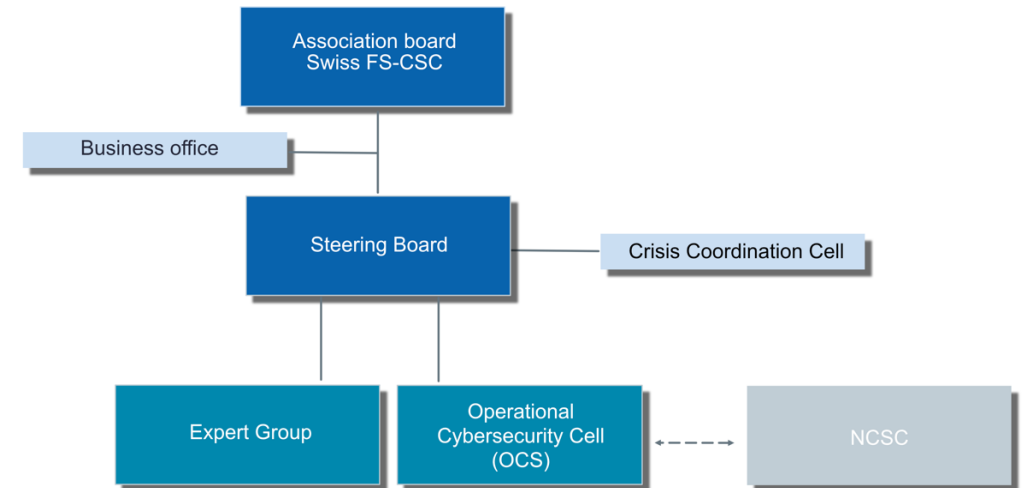 Association board
Swiss FS-CSC
Business office
Steering Board
Crisis Coordination Cell
Expert Group
Operational
Cybersecurity Cell
(OCS)
NCSC